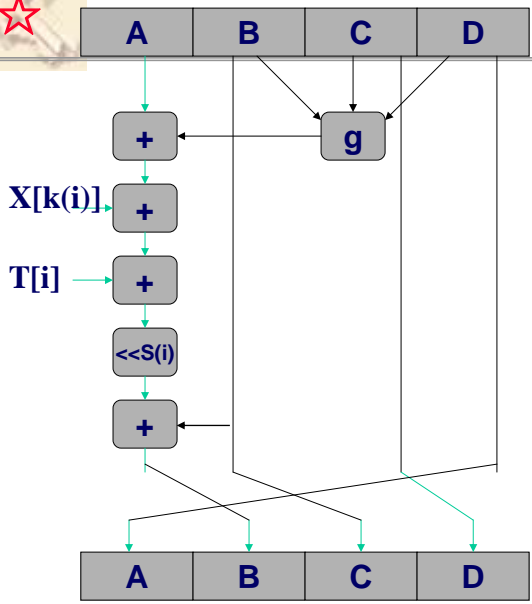 A B C D
+ g
X[k(i)] +
T[i] +
<<S(i)
+
A B C D